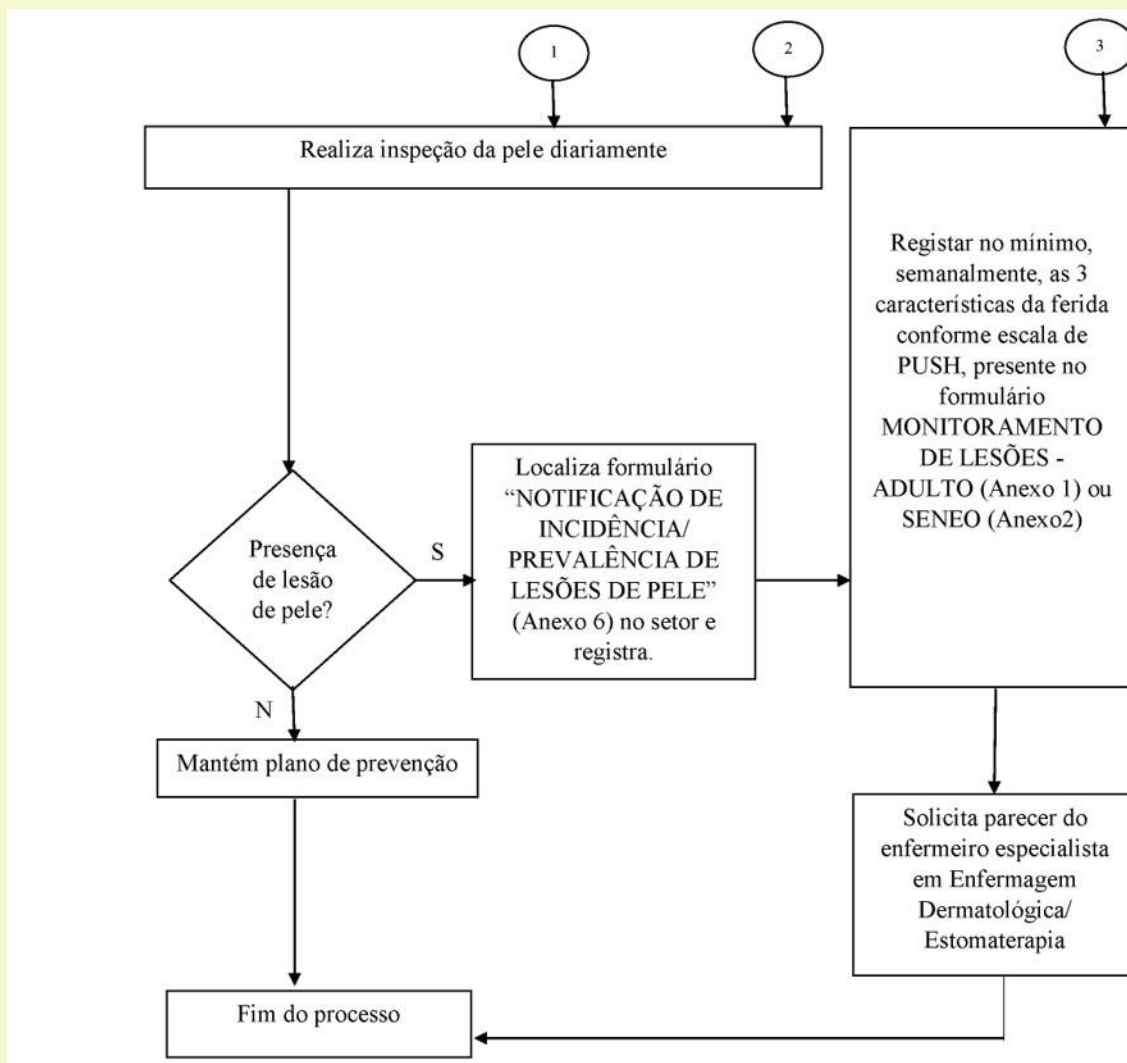 1
2
3
Realiza inspeção da pele diariamente
Registar no mínimo,
semanalmente, as 3
características da ferida
conforme escala de
PUSH, presente no
formulário
MONITORAMENTO
DE LESÕES -
ADULTO (Anexo 1) ou
SENEO (Anexo2)
Presença
de lesão
de pele?
S
Localiza formulário
“NOTIFICAÇÃO DE
INCIDÊNCIA/
PREVALÊNCIA DE
LESÕES DE PELE”
(Anexo 6) no setor e
registra.
N
Mantém plano de prevenção
Solicita parecer do
enfermeiro especialista
em Enfermagem
Dermatológica/
Estomaterapia
Fim do processo